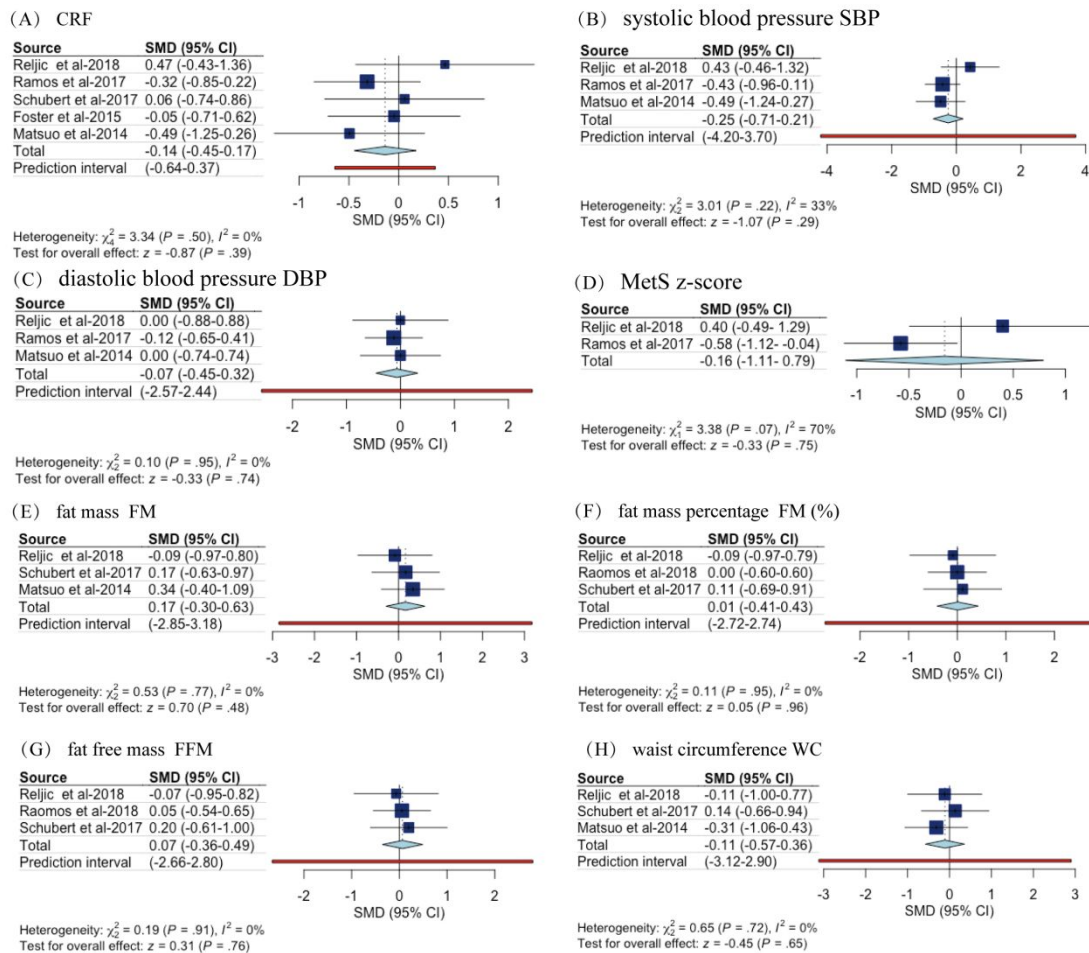 (A) CRF
Source SMD (95% CI)
Reljic et al-2018 0.47 (-0.43-1.36)
Ramos et al-2017 -0.32 (-0.85-0.22)
Schubert et al-2017 0.06 (-0.74-0.86)
Foster et al-2015 -0.05 (-0.71-0.62)
Matsuo et al-2014 -0.49 (-1.25-0.26)
Total -0.14 (-0.45-0.17)
Prediction interval (-0.64-0.37)
-1 -0.5 0 0.5 1
SMD (95% CI)
Heterogeneity: χ²₄ = 3.34 (P = .50), I² = 0%
Test for overall effect: z = -0.87 (P = .39)
(B) systolic blood pressure SBP
Source SMD (95% CI)
Reljic et al-2018 0.43 (-0.46-1.32)
Ramos et al-2017 -0.43 (-0.96-0.11)
Matsuo et al-2014 -0.49 (-1.24-0.27)
Total -0.25 (-0.71-0.21)
Prediction interval (-4.20-3.70)
-4 -2 0 2 4
SMD (95% CI)
Heterogeneity: χ²₂ = 3.01 (P = .22), I² = 33%
Test for overall effect: z = -1.07 (P = .29)
(C) diastolic blood pressure DBP
Source SMD (95% CI)
Reljic et al-2018 0.00 (-0.88-0.88)
Ramos et al-2017 -0.12 (-0.65-0.41)
Matsuo et al-2014 0.00 (-0.74-0.74)
Total -0.07 (-0.45-0.32)
Prediction interval (-2.57-2.44)
-2 -1 0 1 2
SMD (95% CI)
Heterogeneity: χ²₂ = 0.10 (P = .95), I² = 0%
Test for overall effect: z = -0.33 (P = .74)
(D) MetS z-score
Source SMD (95% CI)
Reljic et al-2018 0.40 (-0.49- 1.29)
Ramos et al-2017 -0.58 (-1.12- -0.04)
Total -0.16 (-1.11- 0.79)
-1 -0.5 0 0.5 1
SMD (95% CI)
Heterogeneity: χ²₁ = 3.38 (P = .07), I² = 70%
Test for overall effect: z = -0.33 (P = .75)
(E) fat mass FM
Source SMD (95% CI)
Reljic et al-2018 -0.09 (-0.97-0.80)
Schubert et al-2017 0.17 (-0.63-0.97)
Matsuo et al-2014 0.34 (-0.40-1.09)
Total 0.17 (-0.30-0.63)
Prediction interval (-2.85-3.18)
-3 -2 -1 0 1 2 3
SMD (95% CI)
Heterogeneity: χ²₂ = 0.53 (P = .77), I² = 0%
Test for overall effect: z = 0.70 (P = .48)
(F) fat mass percentage FM (%)
Source SMD (95% CI)
Reljic et al-2018 -0.09 (-0.97-0.79)
Raomos et al-2018 0.00 (-0.60-0.60)
Schubert et al-2017 0.11 (-0.69-0.91)
Total 0.01 (-0.41-0.43)
Prediction interval (-2.72-2.74)
-2 -1 0 1 2
SMD (95% CI)
Heterogeneity: χ²₂ = 0.11 (P = .95), I² = 0%
Test for overall effect: z = 0.05 (P = .96)
(G) fat free mass FFM
Source SMD (95% CI)
Reljic et al-2018 -0.07 (-0.95-0.82)
Raomos et al-2018 0.05 (-0.54-0.65)
Schubert et al-2017 0.20 (-0.61-1.00)
Total 0.07 (-0.36-0.49)
Prediction interval (-2.66-2.80)
-2 -1 0 1 2
SMD (95% CI)
Heterogeneity: χ²₂ = 0.19 (P = .91), I² = 0%
Test for overall effect: z = 0.31 (P = .76)
(H) waist circumference WC
Source SMD (95% CI)
Reljic et al-2018 -0.11 (-1.00-0.77)
Schubert et al-2017 0.14 (-0.66-0.94)
Matsuo et al-2014 -0.31 (-1.06-0.43)
Total -0.11 (-0.57-0.36)
Prediction interval (-3.12-2.90)
-3 -2 -1 0 1 2 3
SMD (95% CI)
Heterogeneity: χ²₂ = 0.65 (P = .72), I² = 0%
Test for overall effect: z = -0.45 (P = .65)